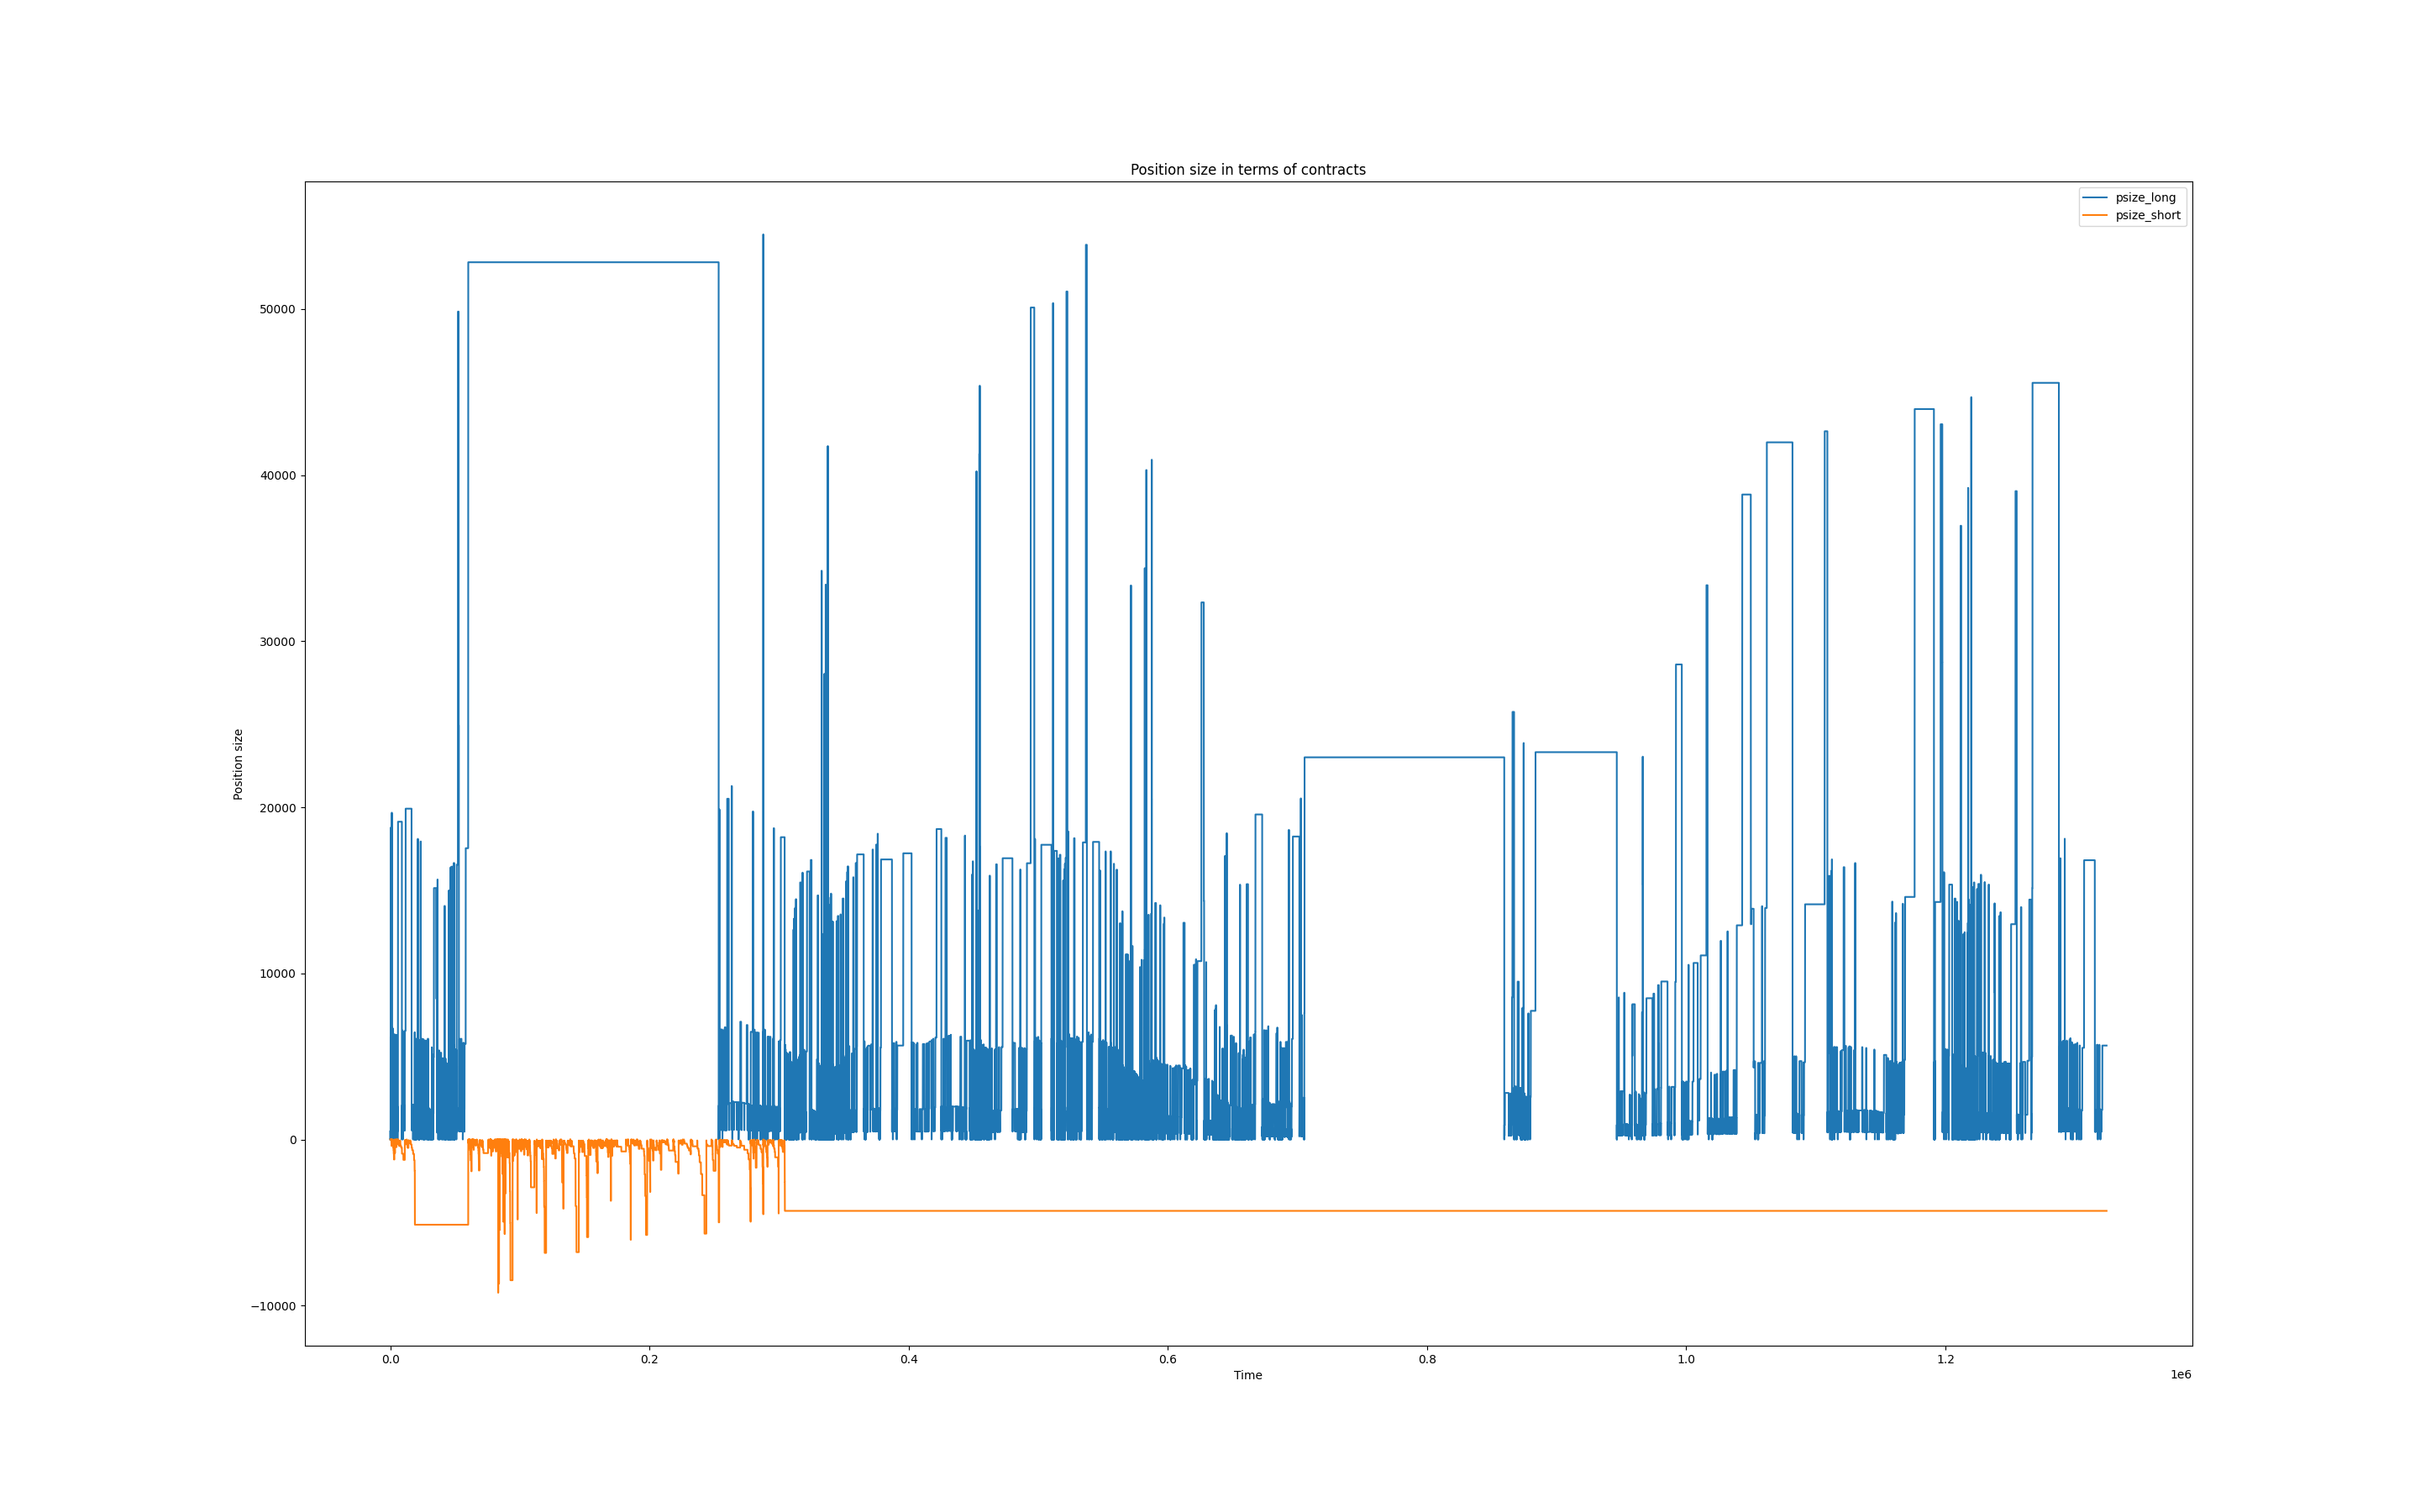 Position size in terms of contracts
psize_long
psize_short
Position size
50000
40000
30000
20000
10000
0
−10000
0.0 0.2 0.4 0.6 0.8 1.0 1.2
Time
1e6